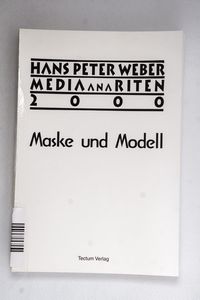 HANS PETER WEBER
MEDIA ANA RITEN
2000
Maske und Modell
Tectum Verlag